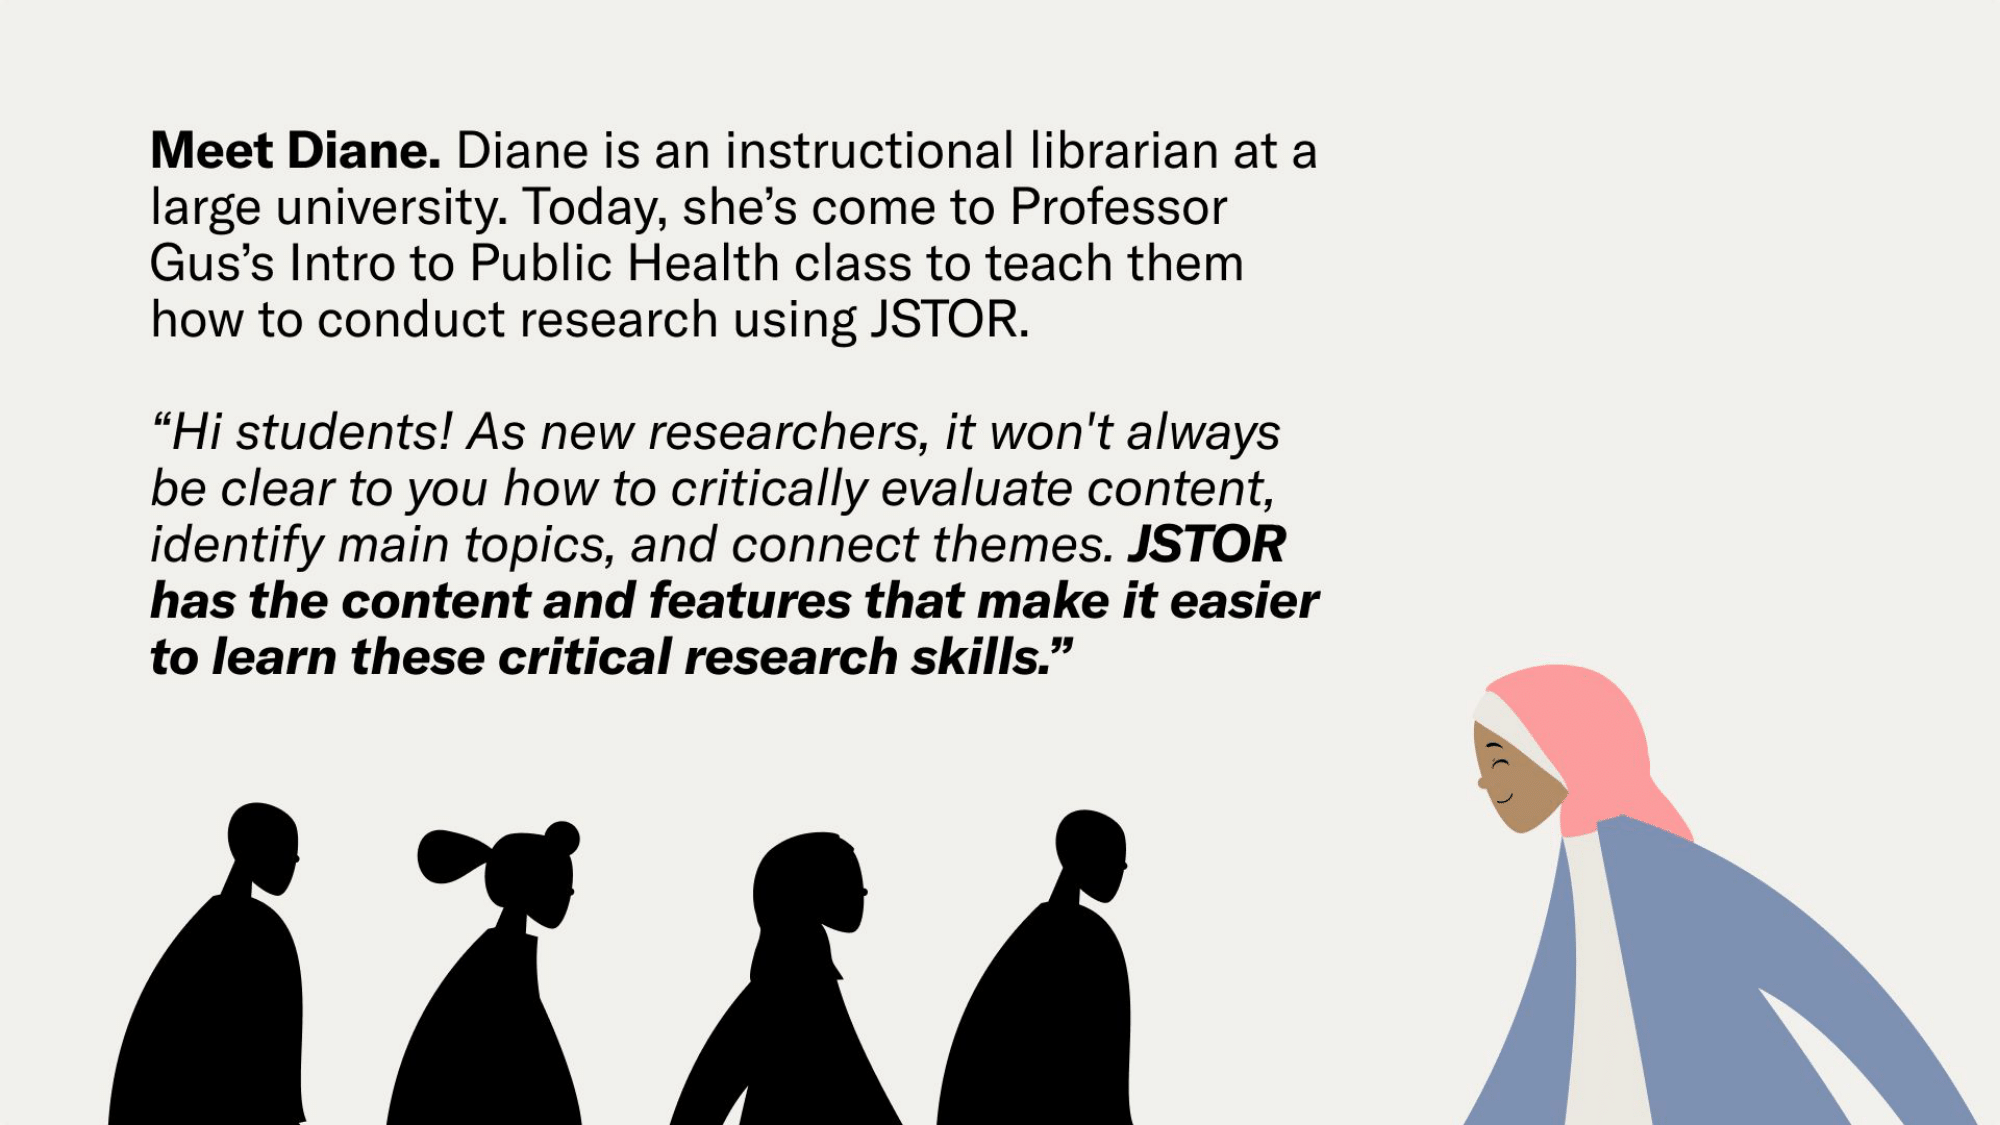 Meet Diane. Diane is an instructional librarian at a
large university. Today, she’s come to Professor
Gus’s Intro to Public Health class to teach them
how to conduct research using JSTOR.
“Hi students! As new researchers, it won't always
be clear to you how to critically evaluate content,
identify main topics, and connect themes. JSTOR
has the content and features that make it easier
to learn these critical research skills.”